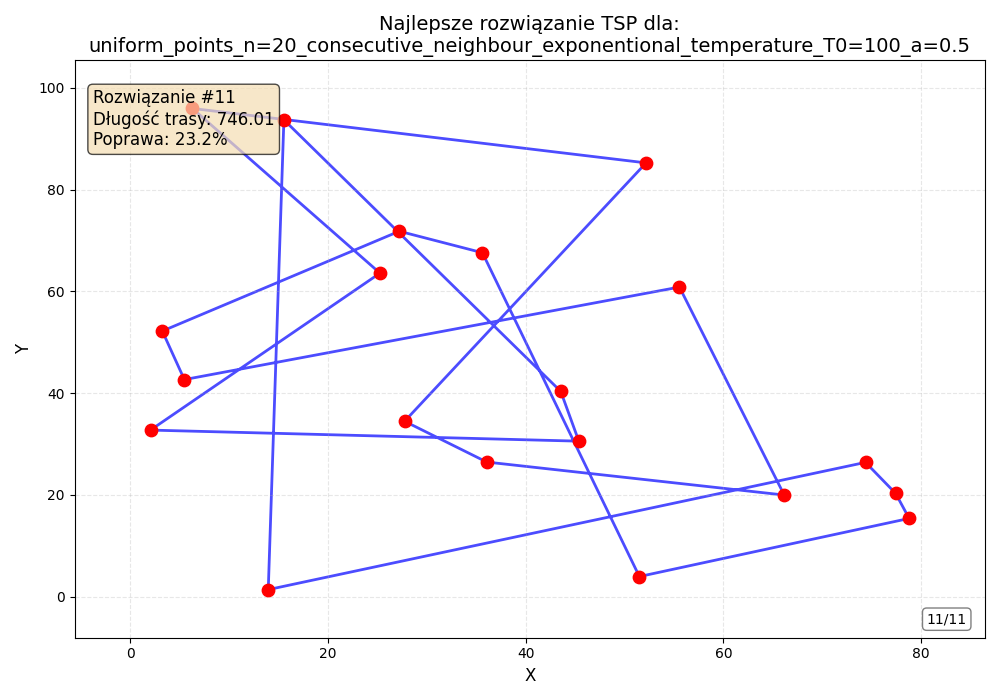 Najlepsze rozwiązanie TSP dla:
uniform_points_n=20_consecutive_neighbour_exponentional_temperature_T0=100_a=0.5
Rozwiązanie #11
Długość trasy: 746.01
Poprawa: 23.2%
100
80
60
40
20
0
Y
11/11
0 20 40 60 80
X